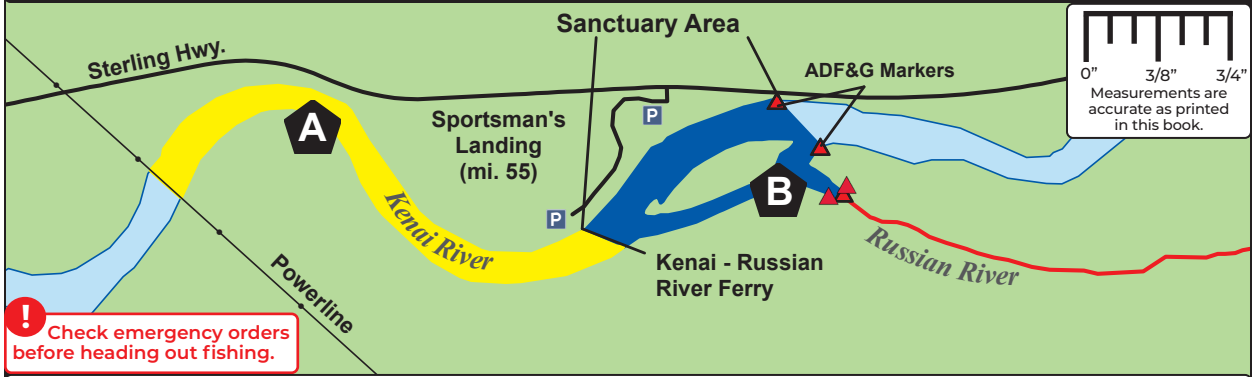 Sanctuary Area
Sterling Hwy.
ADF&G Markers
0” 3/8” 3/4”
Measurements are
accurate as printed
in this book.
A
P
Sportsman's
Landing
(mi. 55)
B
P
Kenai River
Russian River
Kenai - Russian
River Ferry
Powerline
!
Check emergency orders
before heading out fishing.